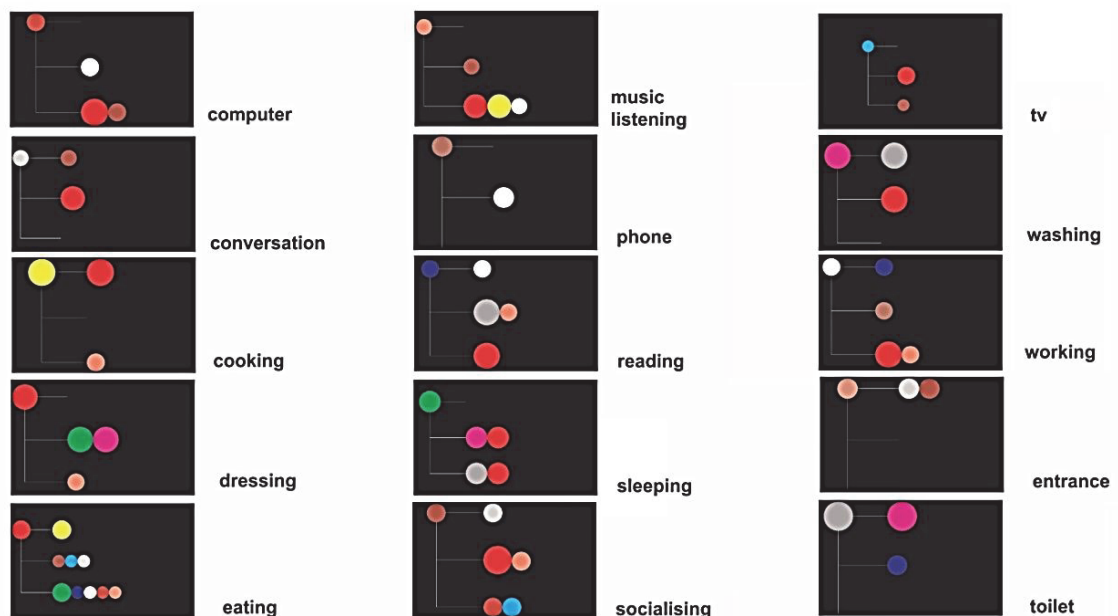 computer
music
listening
tv
conversation
phone
washing
cooking
reading
working
dressing
sleeping
entrance
eating
socialising
toilet